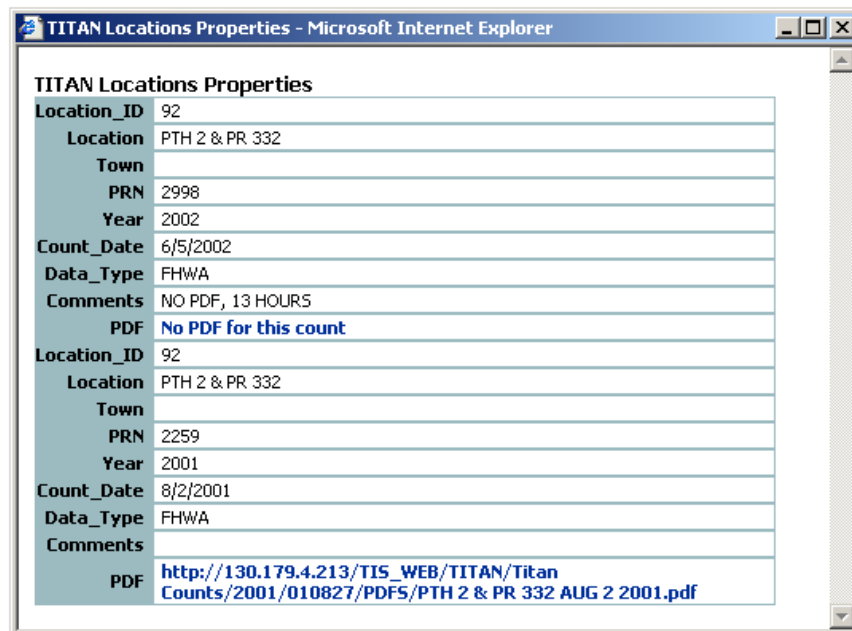 TITAN Locations Properties - Microsoft Internet Explorer
TITAN Locations Properties
Location_ID 92
Location PTH 2 & PR 332
Town
PRN 2998
Year 2002
Count_Date 6/5/2002
Data_Type FHWA
Comments NO PDF, 13 HOURS
PDF No PDF for this count
Location_ID 92
Location PTH 2 & PR 332
Town
PRN 2259
Year 2001
Count_Date 8/2/2001
Data_Type FHWA
Comments
PDF http://130.179.4.213/TIS_WEB/TITAN/Titan
Counts/2001/010827/PDFS/PTH 2 & PR 332 AUG 2 2001.pdf